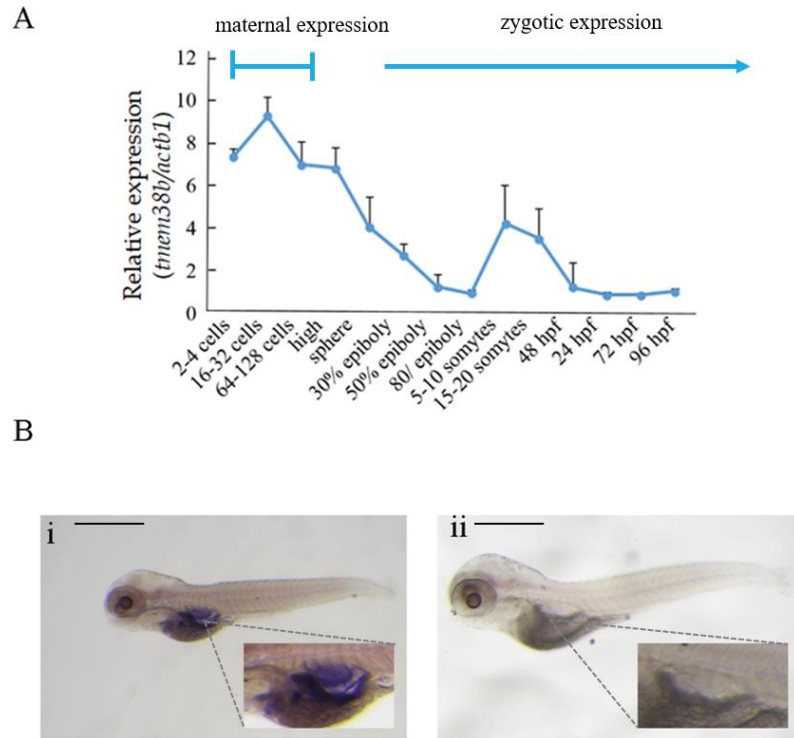 A
maternal expression
zygotic expression
Relative expression
(tmem38b/actb1)
12
10
8
6
4
2
0
2-4 cells
16-32 cells
64-128 cells
high
sphere
30% epiboly
50% epiboly
80/ epiboly
5-10 somytes
15-20 somytes
48 hpf
24 hpf
72 hpf
96 hpf
B
i
ii